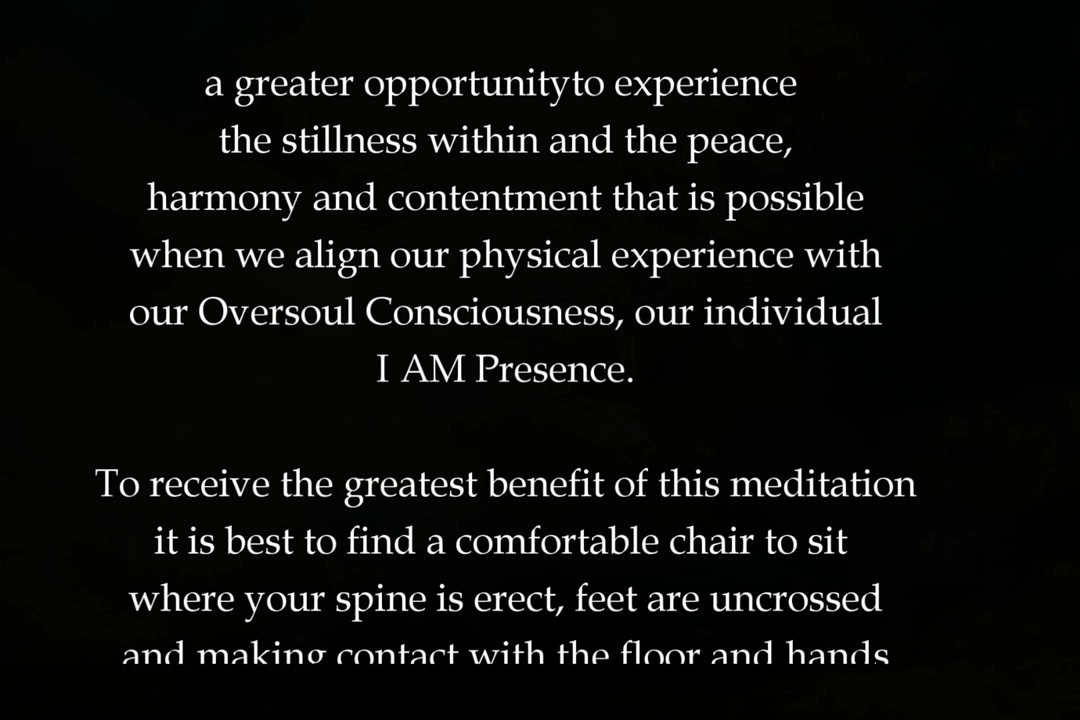 a greater opportunityto experience
the stillness within and the peace,
harmony and contentment that is possible
when we align our physical experience with
our Oversoul Consciousness, our individual
I AM Presence.
To receive the greatest benefit of this meditation
it is best to find a comfortable chair to sit
where your spine is erect, feet are uncrossed
and making contact with the floor and hands